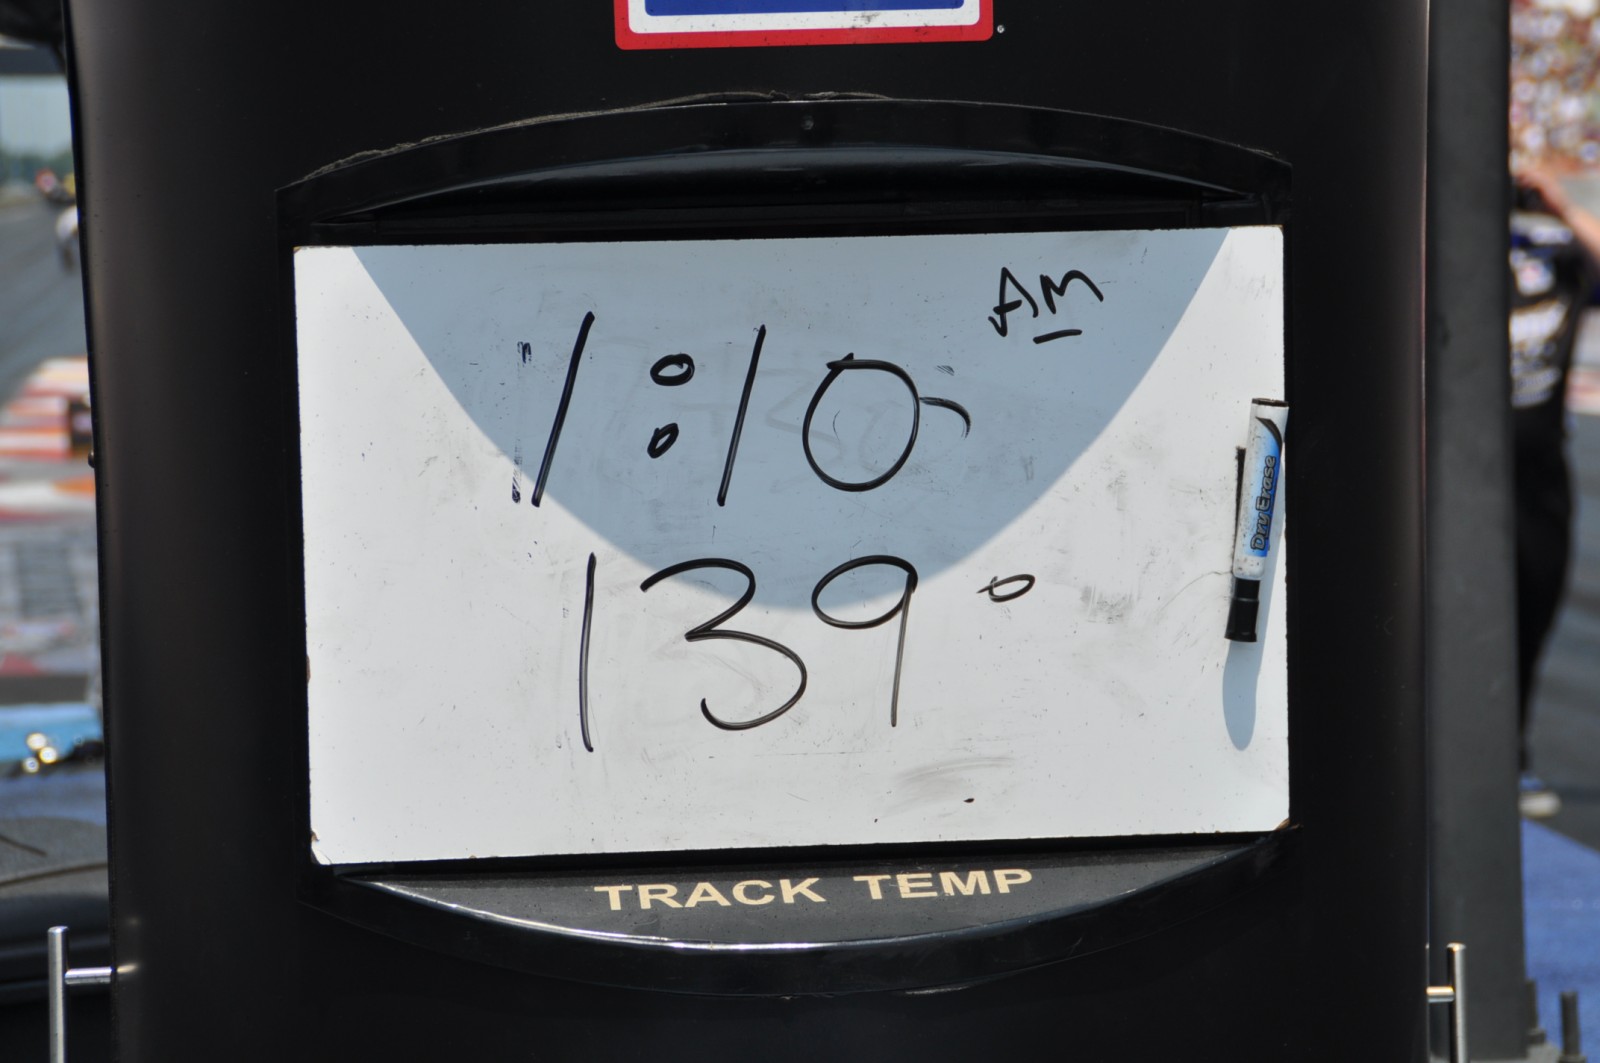 AM
1:10
139°
Dry Erase
TRACK TEMP